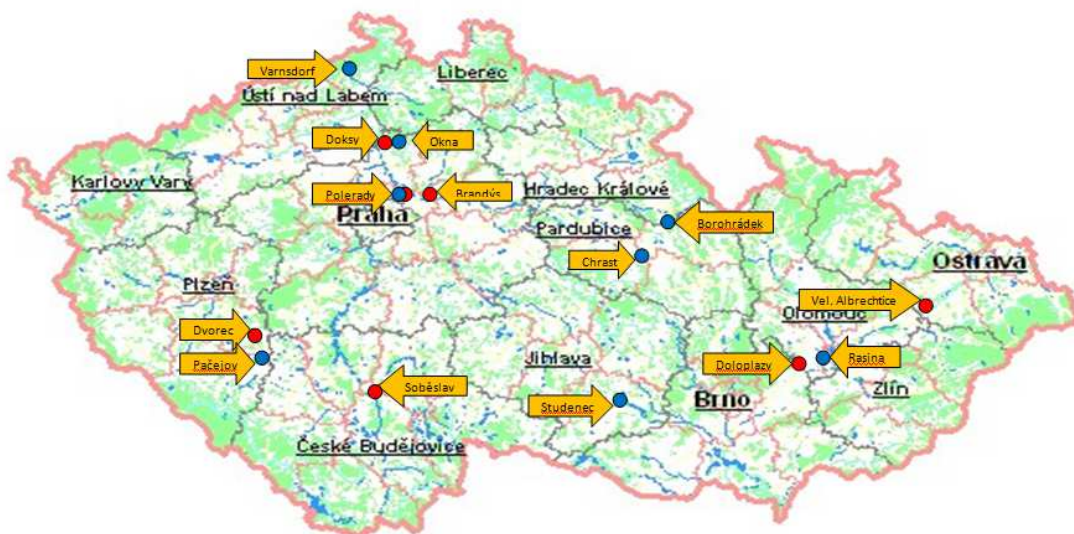 Varnsdorf
Liberec
Ústí nad Labem
Doksy
Okna
Karlovy Vary
Polerady
Brandýs
Hradec Králové
Praha
Borohrádek
Pardubice
Chrast
Ostrava
Plzeň
Vel. Albrechtice
Olomouc
Dvorec
Pačejov
Jihlava
Doloplazy
Rasina
Soběslav
Zlín
Brno
Studenec
České Budějovice